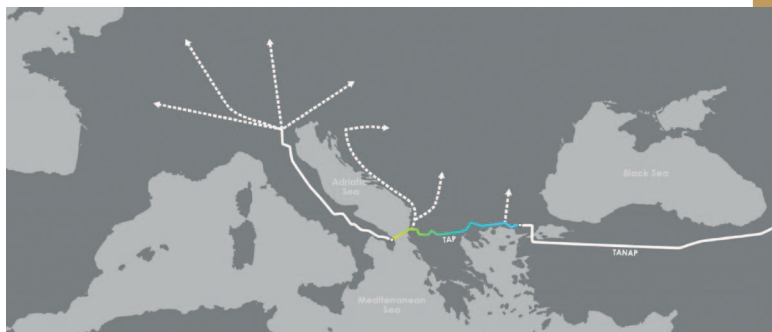 Adriatic
Sea
Black Sea
TAP
TANAP
Mediterranean
Sea